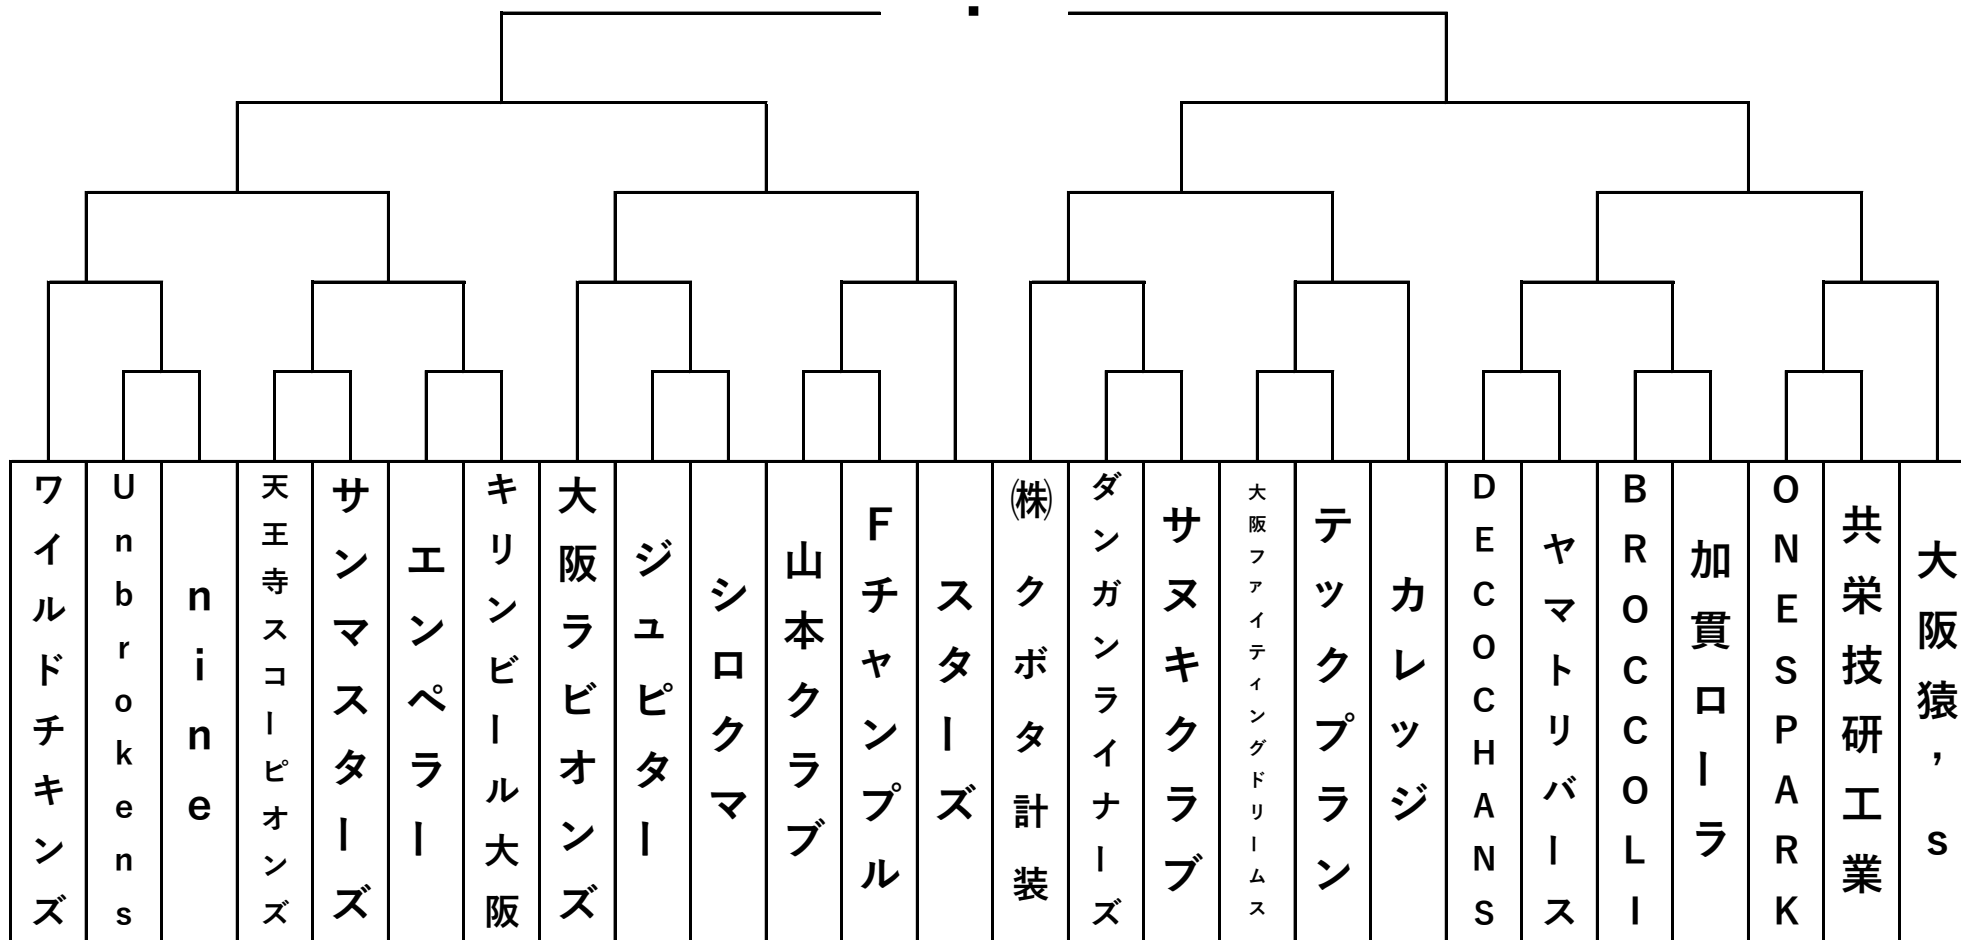 ワイルドチキンズ
Unbrokens
nine
天王寺スコーピオンズ
サンマスターズ
エンペラー
キリンビール大阪
大阪ラビオンズ
ジュピター
シロクマ
山本クラブ
Fチャンプル
スターズ
㈱クボタ計装
ダンガンライナーズ
サヌキクラブ
大阪ファイティングドリームス
テックプラン
カレッジ
DECOCHANS
ヤマトリバース
BROCCOLI
加貫ローラ
ONESPARK
共栄技研工業
大阪猿’s